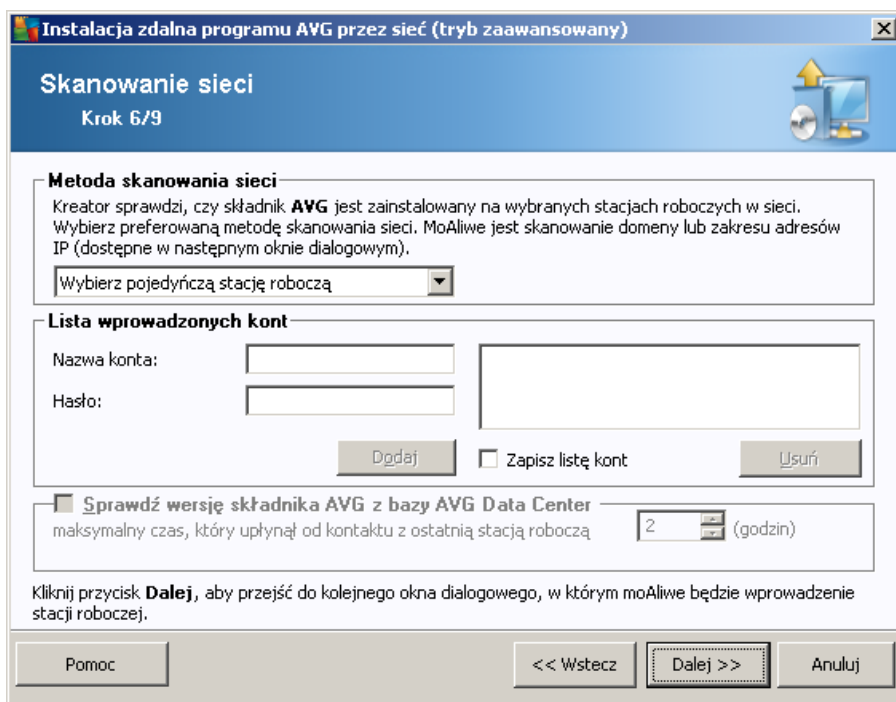 Instalacja zdalna programu AVG przez sieć (tryb zaawansowany)
Skanowanie sieci
Krok 6/9
Metoda skanowania sieci
Kreator sprawdzi, czy składnik AVG jest zainstalowany na wybranych stacjach roboczych w sieci.
Wybierz preferowaną metodę skanowania sieci. MoAliwe jest skanowanie domeny lub zakresu adresów
IP (dostępne w następnym oknie dialogowym).
Wybierz pojedyńczą stację roboczą
Lista wprowadzonych kont
Nazwa konta:
Hasło:
Dodaj
Zapisz listę kont
Usuń
Sprawdź wersję składnika AVG z bazy AVG Data Center
maksymalny czas, który upłynął od kontaktu z ostatnią stacją roboczą
2
(godzin)
Kliknij przycisk Dalej, aby przejść do kolejnego okna dialogowego, w którym moAliwe będzie wprowadzenie
stacji roboczej.
Pomoc
<< Wstecz
Dalej >>
Anuluj